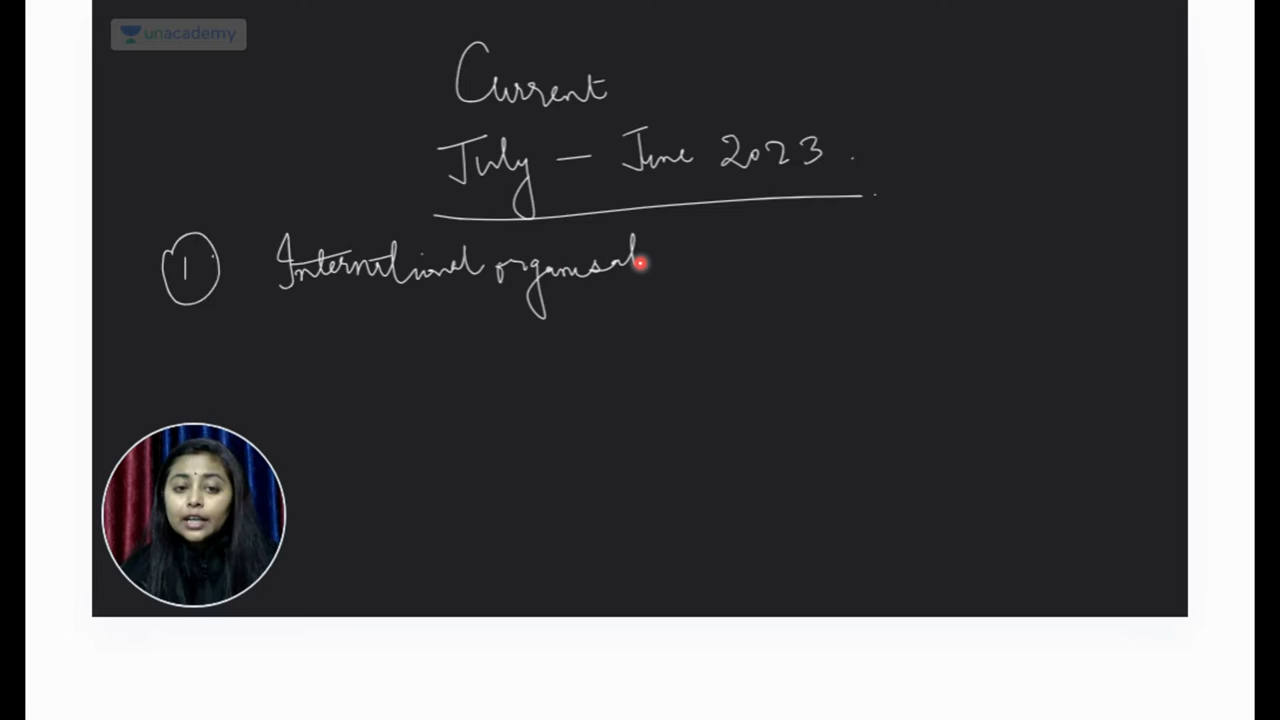 unacademy
Current
July — June 2023.
1 International organisat